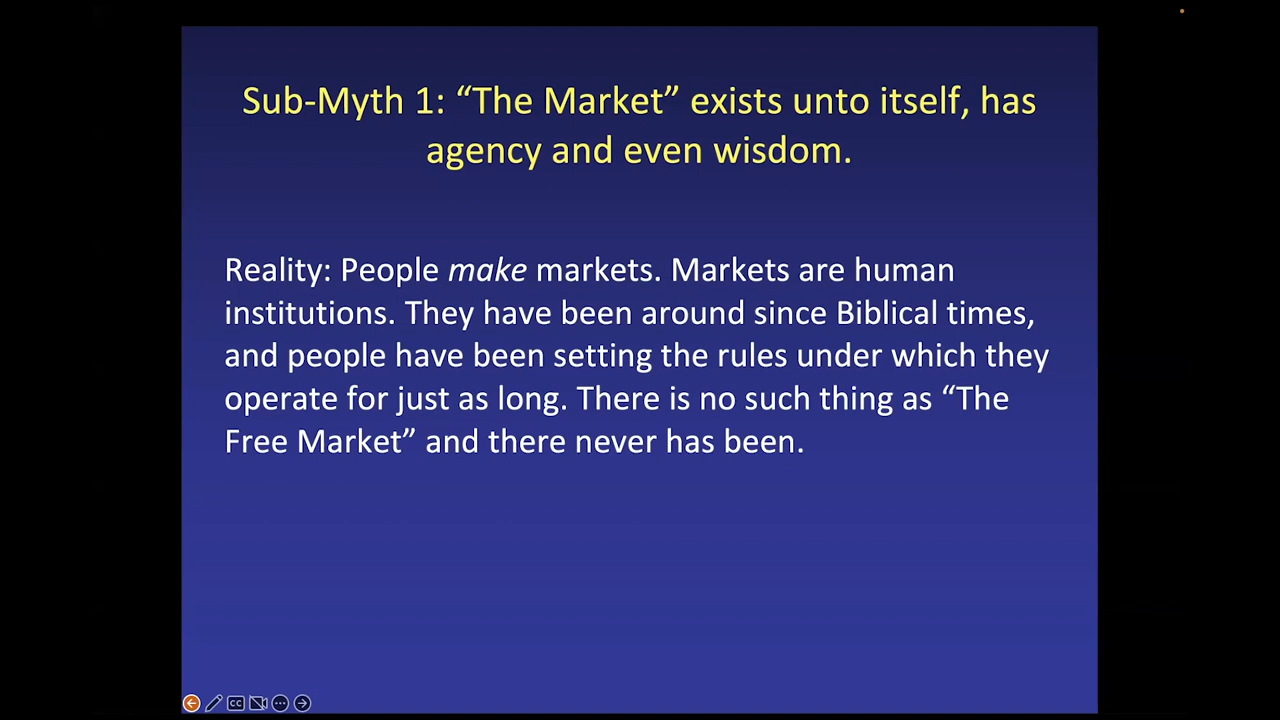 Sub-Myth 1: “The Market” exists unto itself, has
agency and even wisdom.
Reality: People make markets. Markets are human
institutions. They have been around since Biblical times,
and people have been setting the rules under which they
operate for just as long. There is no such thing as “The
Free Market” and there never has been.
CC